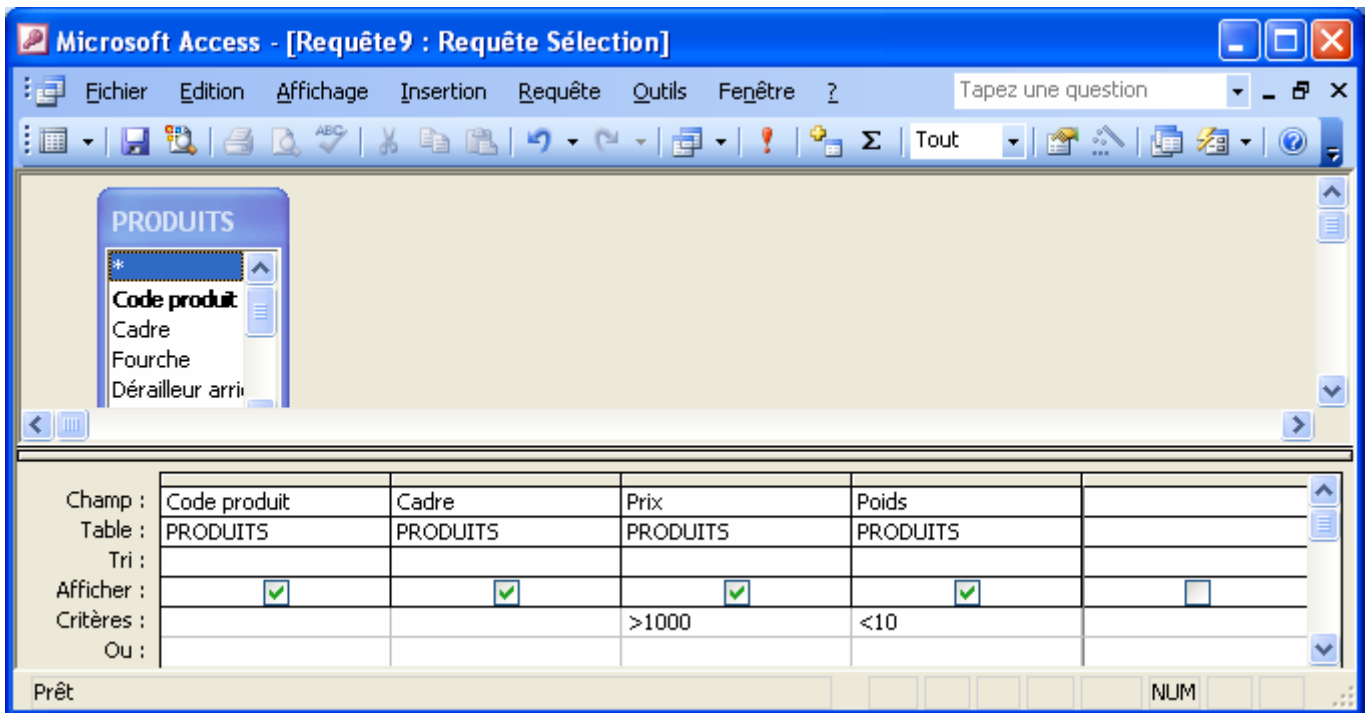 Microsoft Access - [Requête9 : Requête Sélection]
Fichier Edition Affichage Insertion Requête Outils Fenêtre ? Tapez une question
ABC Σ Tout
PRODUITS
*
Code produit
Cadre
Fourche
Dérailleur arri
Champ : Code produit Cadre Prix Poids
Table : PRODUITS PRODUITS PRODUITS PRODUITS
Tri :
Afficher :
Critères : >1000 <10
Ou :
Prêt NUM